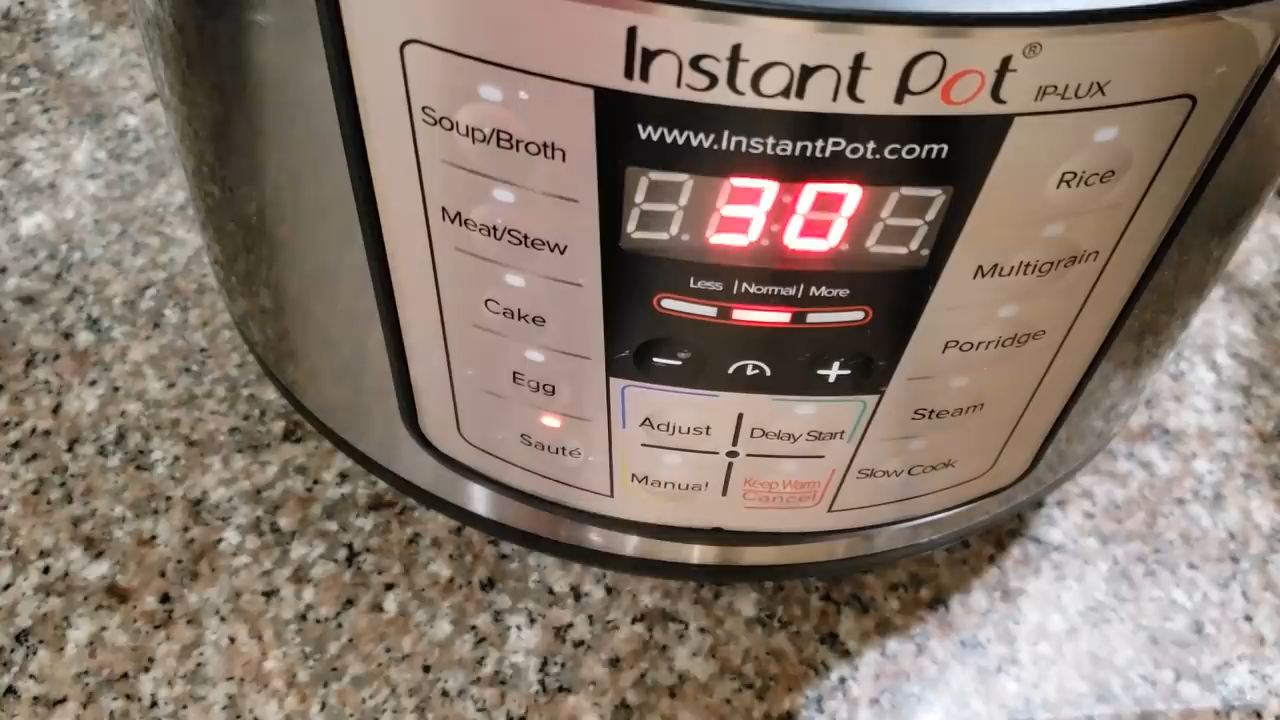 Instant Pot® IP-LUX
www.InstantPot.com
30
Less | Normal | More
− +
Soup/Broth
Meat/Stew
Cake
Egg
Sauté
Adjust
Delay Start
Manual
Keep Warm
Cancel
Rice
Multigrain
Porridge
Steam
Slow Cook